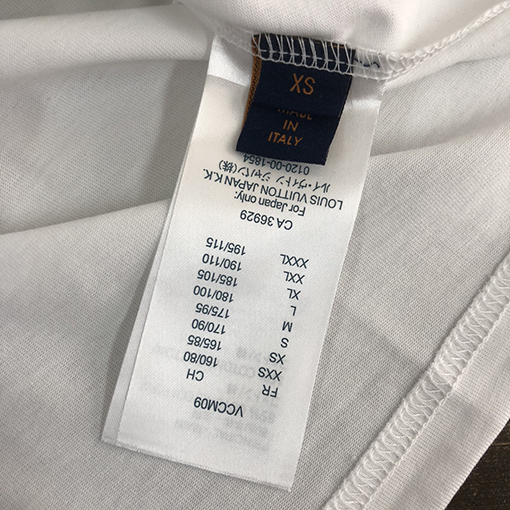 XS
MADE
IN
ITALY
VCCM09
FR CH
XXS 160/80
XS 165/85
S 170/90
M 175/95
L 180/100
XL 185/105
XXL 190/110
XXXL 195/115
CA 36929
For Japan only:
LOUIS VUITTON JAPAN K.K.
ルイ・ヴィトン ジャパン(株)
0120-00-1854